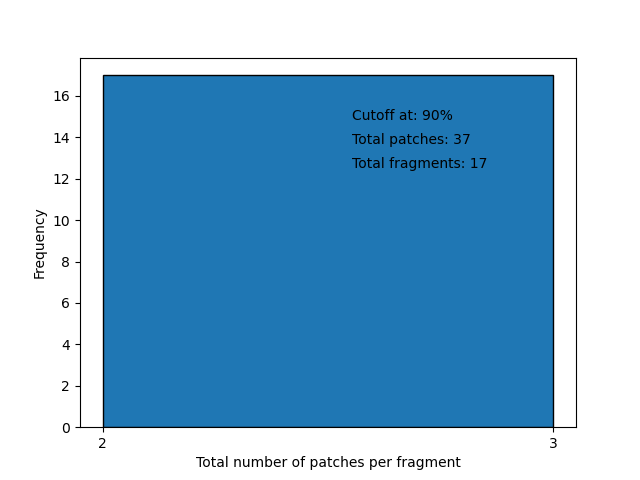 16
14
12
10
8
6
4
2
0
Frequency
Cutoff at: 90%
Total patches: 37
Total fragments: 17
2
3
Total number of patches per fragment